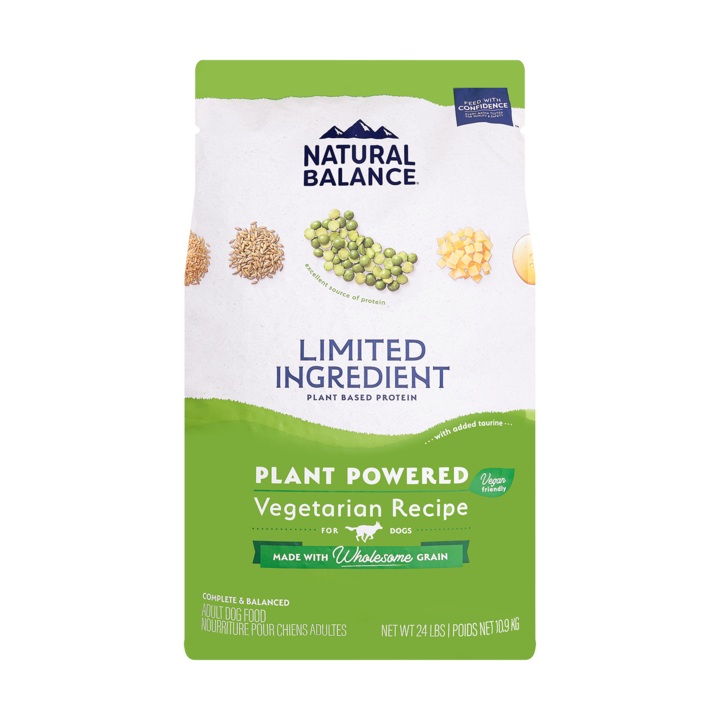 FEED WITH
CONFIDENCE
NATURAL
BALANCE
excellent source of protein
LIMITED
INGREDIENT
PLANT BASED PROTEIN
...with added taurine...
PLANT POWERED
Vegan
friendly
Vegetarian Recipe
FOR DOGS
MADE WITH Wholesome GRAIN
COMPLETE & BALANCED
ADULT DOG FOOD
NOURRITURE POUR CHIENS ADULTES
NET WT 24 LBS | POIDS NET 10.9 KG